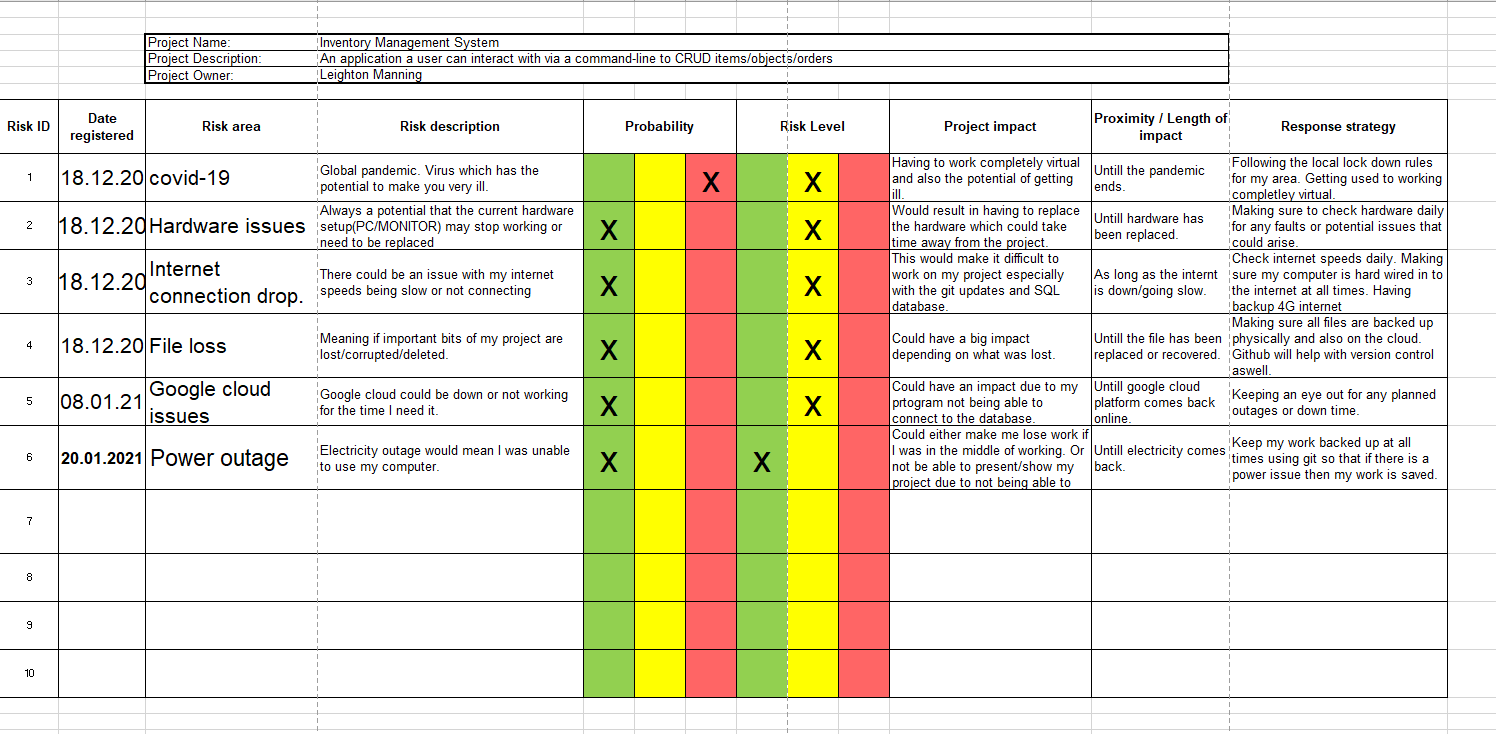 Project Name: Inventory Management System
Project Description: An application a user can interact with via a command-line to CRUD items/objects/orders
Project Owner: Leighton Manning
Risk ID
Date
registered
Risk area
Risk description
Probability
Risk Level
Project impact
Proximity / Length of
impact
Response strategy
1
18.12.20
covid-19
Global pandemic. Virus which has the
potential to make you very ill.
X
X
Having to work completely virtual
and also the potential of getting
ill.
Untill the pandemic
ends.
Following the local lock down rules
for my area. Getting used to working
completley virtual.
2
18.12.20
Hardware issues
Always a potential that the current hardware
setup(PC/MONITOR) may stop working or
need to be replaced
X
X
Would result in having to replace
the hardware which could take
time away from the project.
Untill hardware has
been replaced.
Making sure to check hardware daily
for any faults or potential issues that
could arise.
3
18.12.20
Internet
connection drop.
There could be an issue with my internet
speeds being slow or not connecting
X
X
This would make it difficult to
work on my project especially
with the git updates and SQL
database.
As long as the internt
is down/going slow.
Check internet speeds daily. Making
sure my computer is hard wired in to
the internet at all times. Having
backup 4G internet
4
18.12.20
File loss
Meaning if important bits of my project are
lost/corrupted/deleted.
X
X
Could have a big impact
depending on what was lost.
Untill the file has been
replaced or recovered.
Making sure all files are backed up
physically and also on the cloud.
Github will help with version control
aswell.
5
08.01.21
Google cloud
issues
Google cloud could be down or not working
for the time I need it.
X
X
Could have an impact due to my
prtogram not being able to
connect to the database.
Untill google cloud
platform comes back
online.
Keeping an eye out for any planned
outages or down time.
6
20.01.2021
Power outage
Electricity outage would mean I was unable
to use my computer.
X
X
Could either make me lose work if
I was in the middle of working. Or
not be able to present/show my
project due to not being able to
Untill electricity comes
back.
Keep my work backed up at all
times using git so that if there is a
power issue then my work is saved.
7
8
9
10